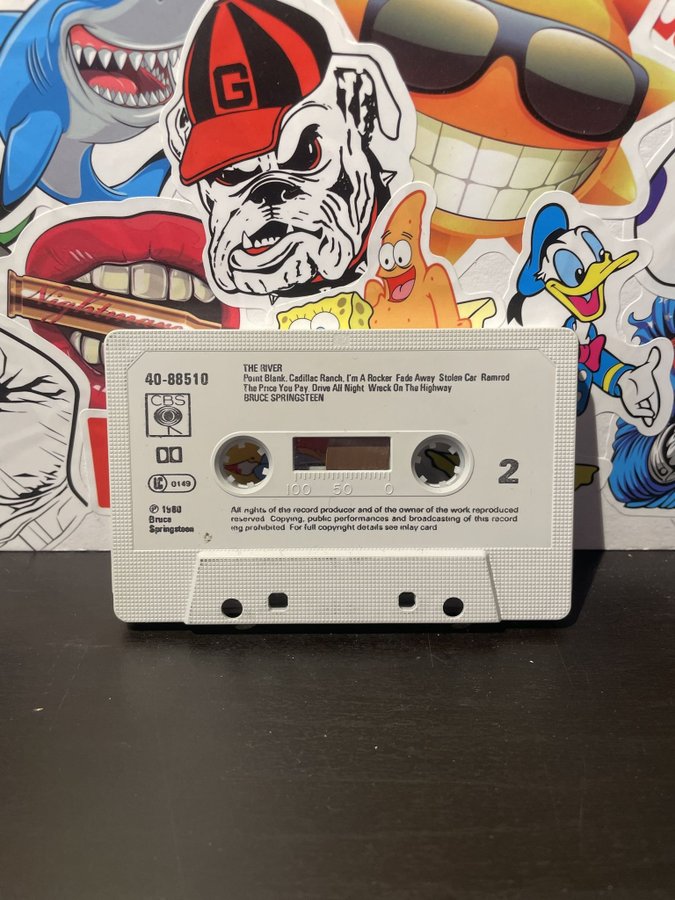 G
Nightmare
40-88510
CBS
LC 0149
℗ 1980
Bruce
Springsteen
THE RIVER
Point Blank, Cadillac Ranch, I'm A Rocker Fade Away Stolen Car Ramrod
The Price You Pay, Drive All Night Wreck On The Highway
BRUCE SPRINGSTEEN
100 50 0
2
All rights of the record producer and of the owner of the work reproduced
reserved. Copying, public performances and broadcasting of this record
ing prohibited. For full copyright details see inlay card